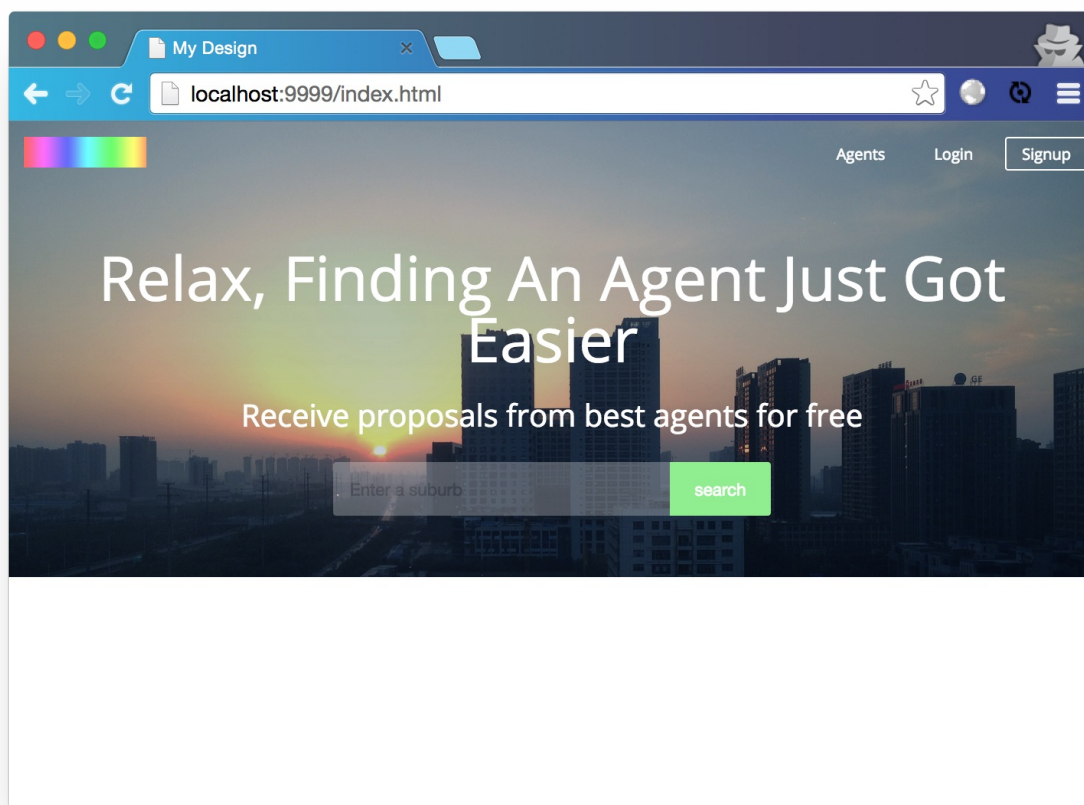 My Design
localhost:9999/index.html
Agents Login Signup
Relax, Finding An Agent Just Got
Easier
Receive proposals from best agents for free
Enter a suburb search
GE